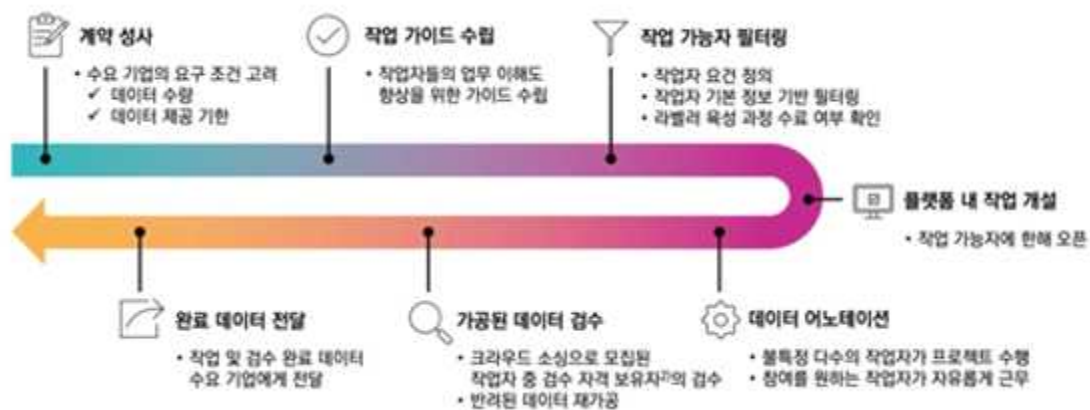 계약 성사
• 수요 기업의 요구 조건 고려
✓ 데이터 수량
✓ 데이터 제공 기한
작업 가이드 수립
• 작업자들의 업무 이해도
향상을 위한 가이드 수립
작업 가능자 필터링
• 작업자 요건 정의
• 작업자 기본 정보 기반 필터링
• 라벨러 육성 과정 수료 여부 확인
플랫폼 내 작업 개설
• 작업 가능자에 한해 오픈
데이터 어노테이션
• 불특정 다수의 작업자가 프로젝트 수행
• 참여를 원하는 작업자가 자유롭게 근무
가공된 데이터 검수
• 크라우드 소싱으로 모집된
작업자 중 검수 자격 보유자²⁾의 검수
• 반려된 데이터 재가공
완료 데이터 전달
• 작업 및 검수 완료 데이터
수요 기업에게 전달